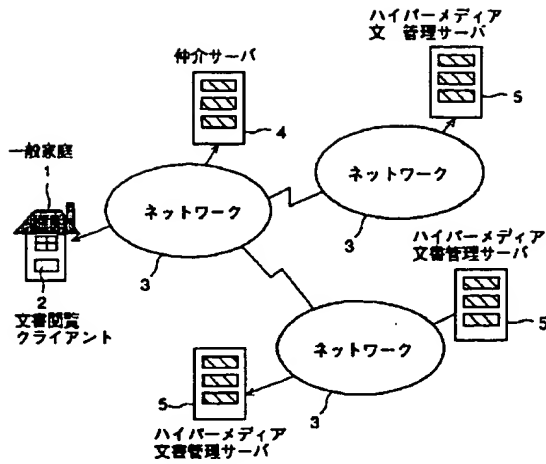 ハイパーメディア
文 管理サーバ
仲介サーバ
5
4
一般家庭
1
ネットワーク
ネットワーク
3
3
ハイパーメディア
文書管理サーバ
2
文書閲覧
クライアント
5
ネットワーク
5
3
ハイパーメディア
文書管理サーバ